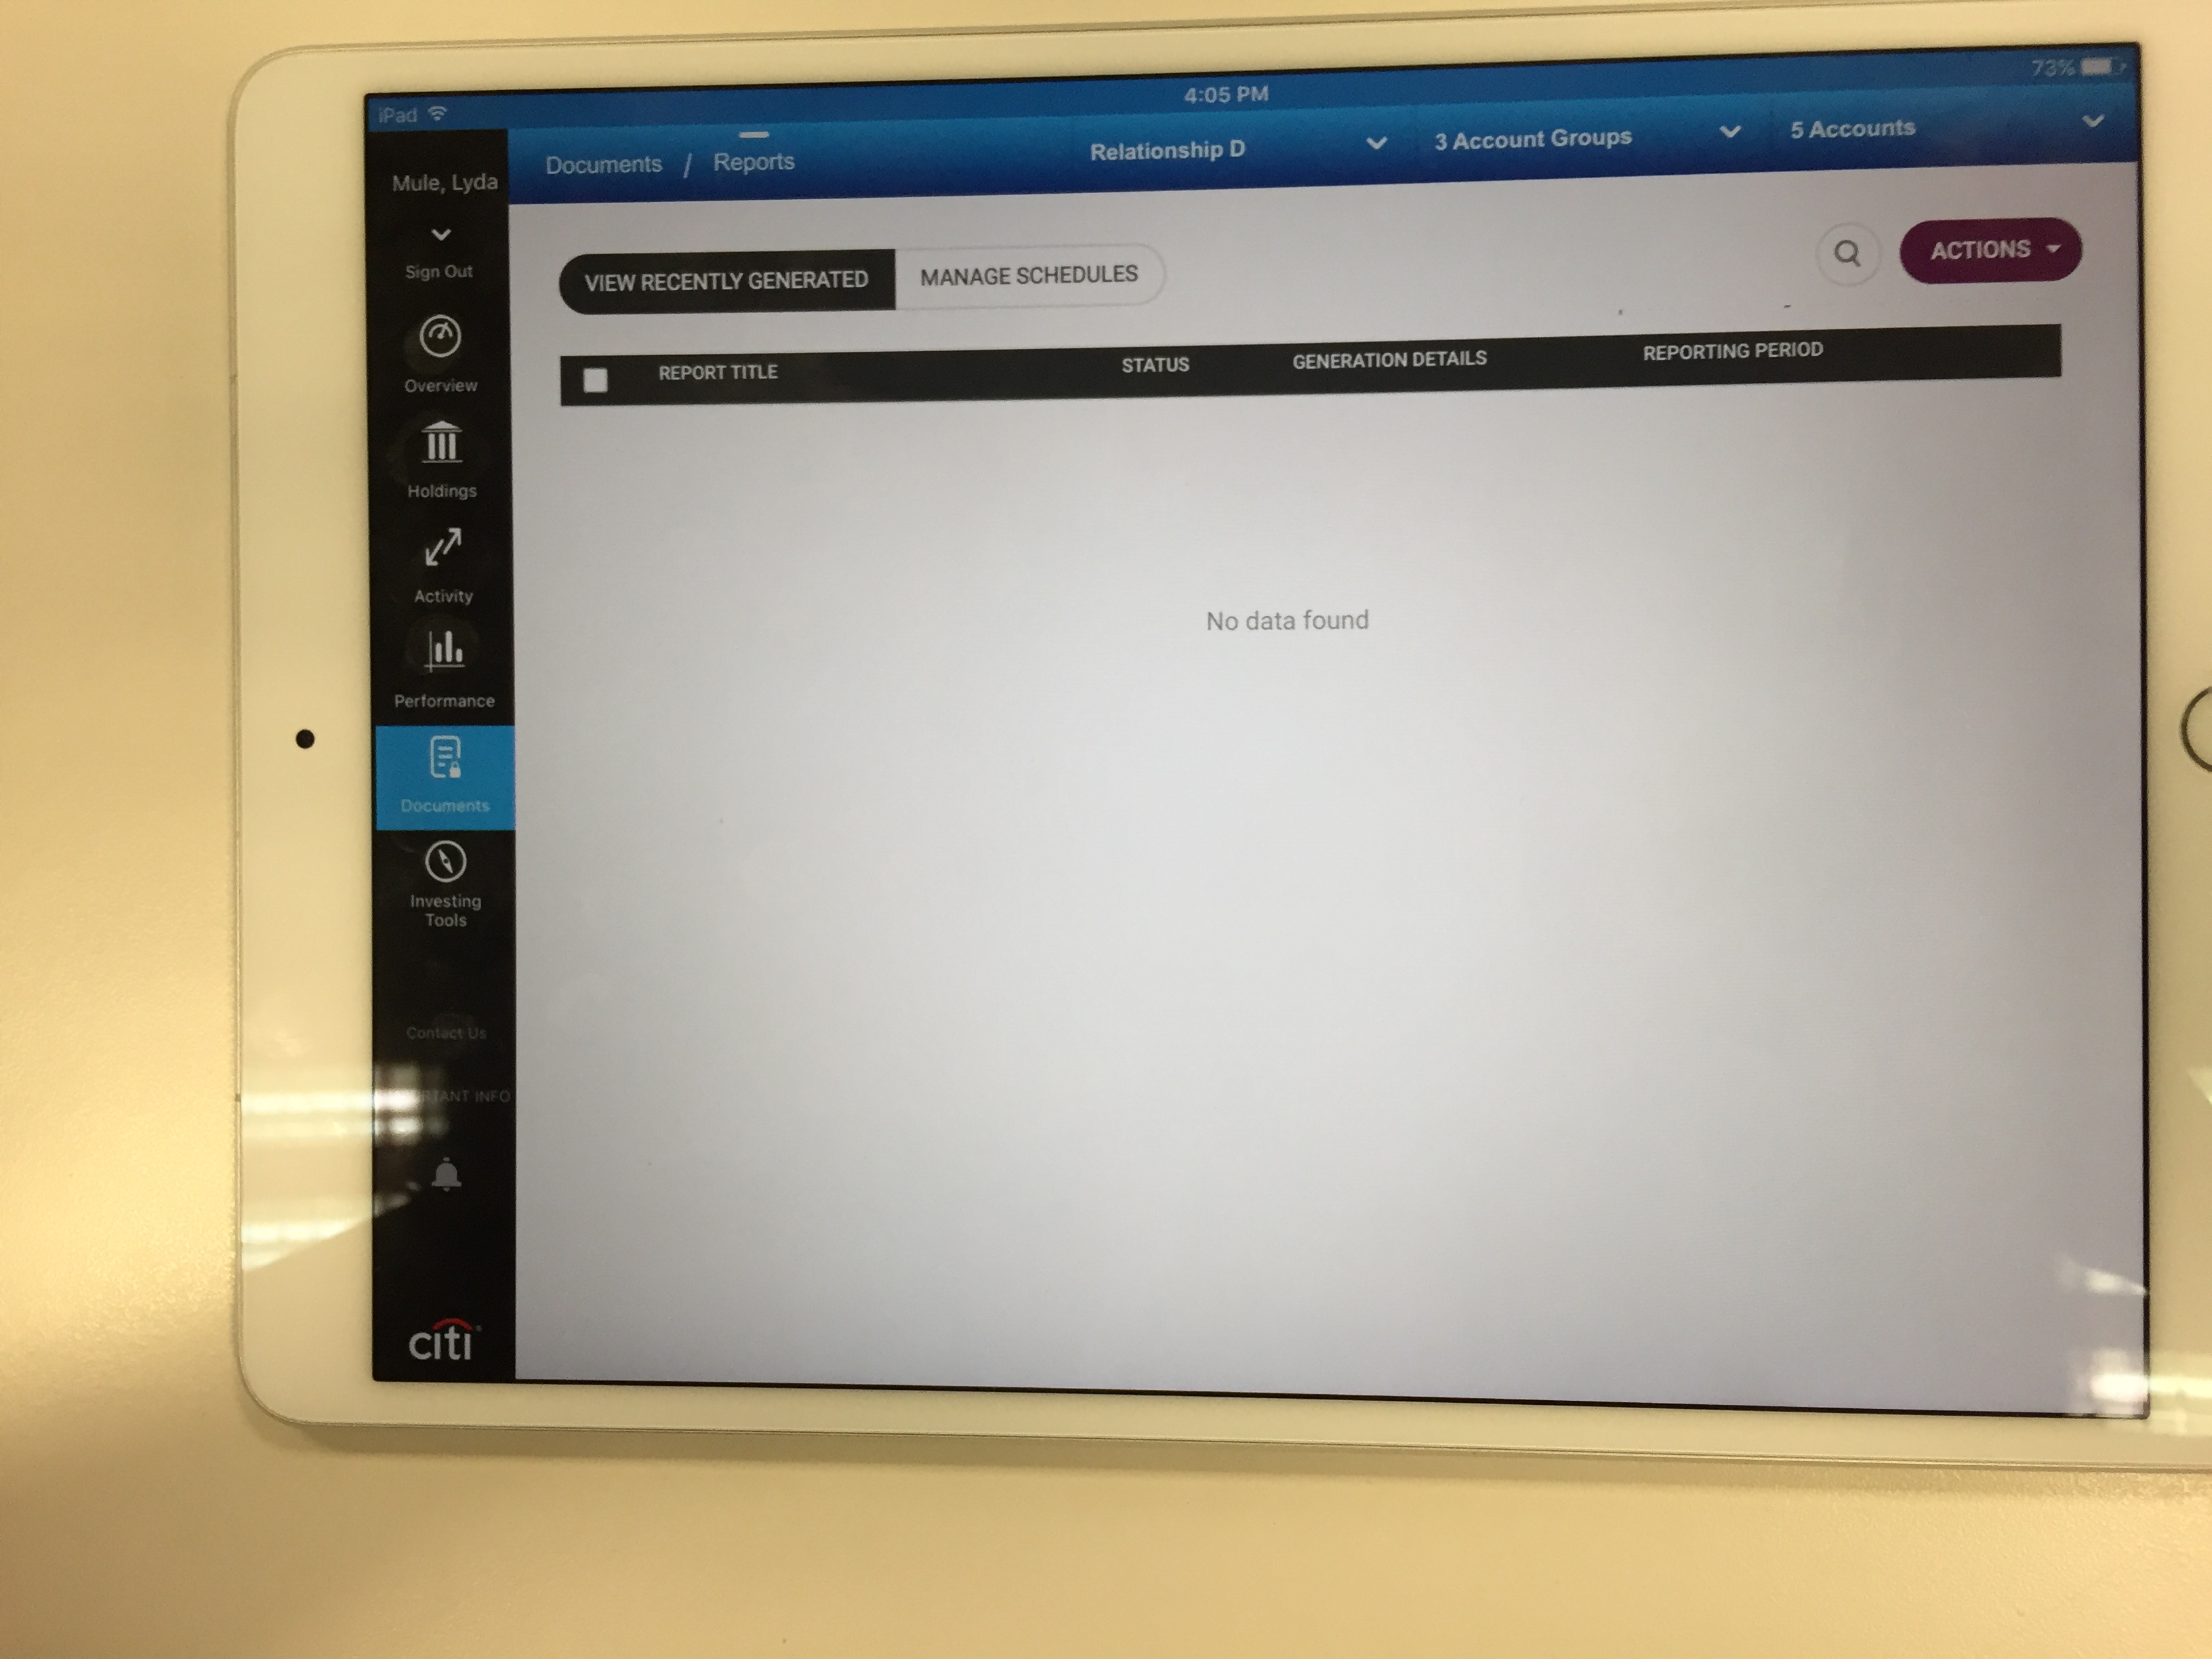 iPad
4:05 PM
73%
Mule, Lyda
Sign Out
Overview
Holdings
Activity
Performance
Documents
Investing
Tools
Contact Us
INFO
citi
Documents / Reports
Relationship D
3 Account Groups
5 Accounts
VIEW RECENTLY GENERATED
MANAGE SCHEDULES
ACTIONS
REPORT TITLE
STATUS
GENERATION DETAILS
REPORTING PERIOD
No data found